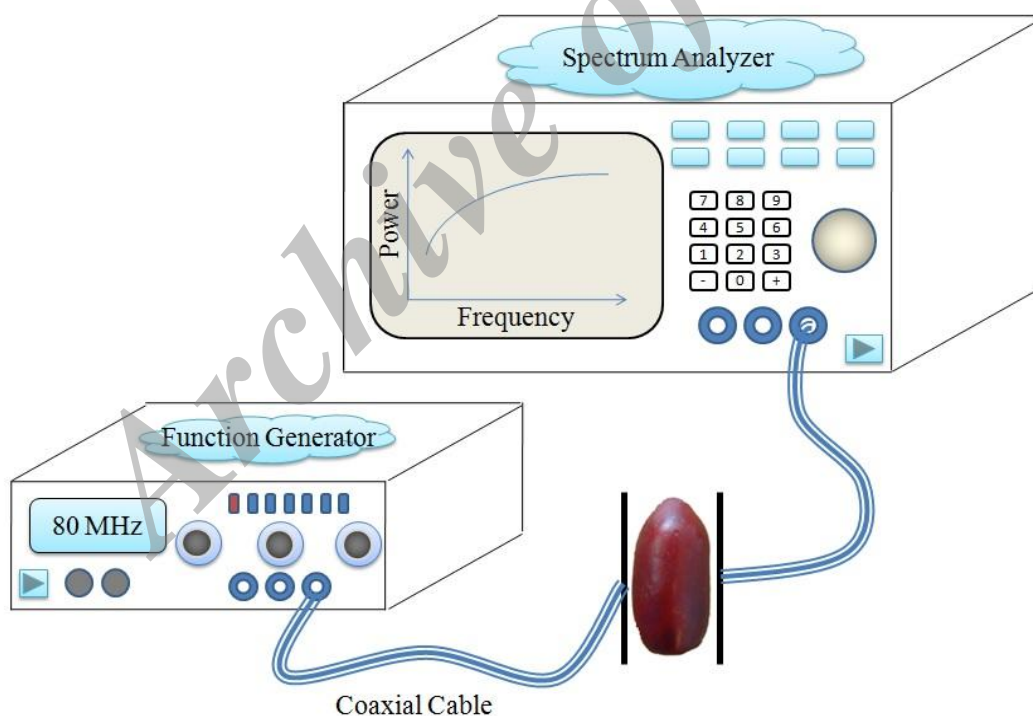 Spectrum Analyzer
Power
Frequency
7 8 9
4 5 6
1 2 3
- 0 +
Function Generator
80 MHz
Coaxial Cable
Archive of